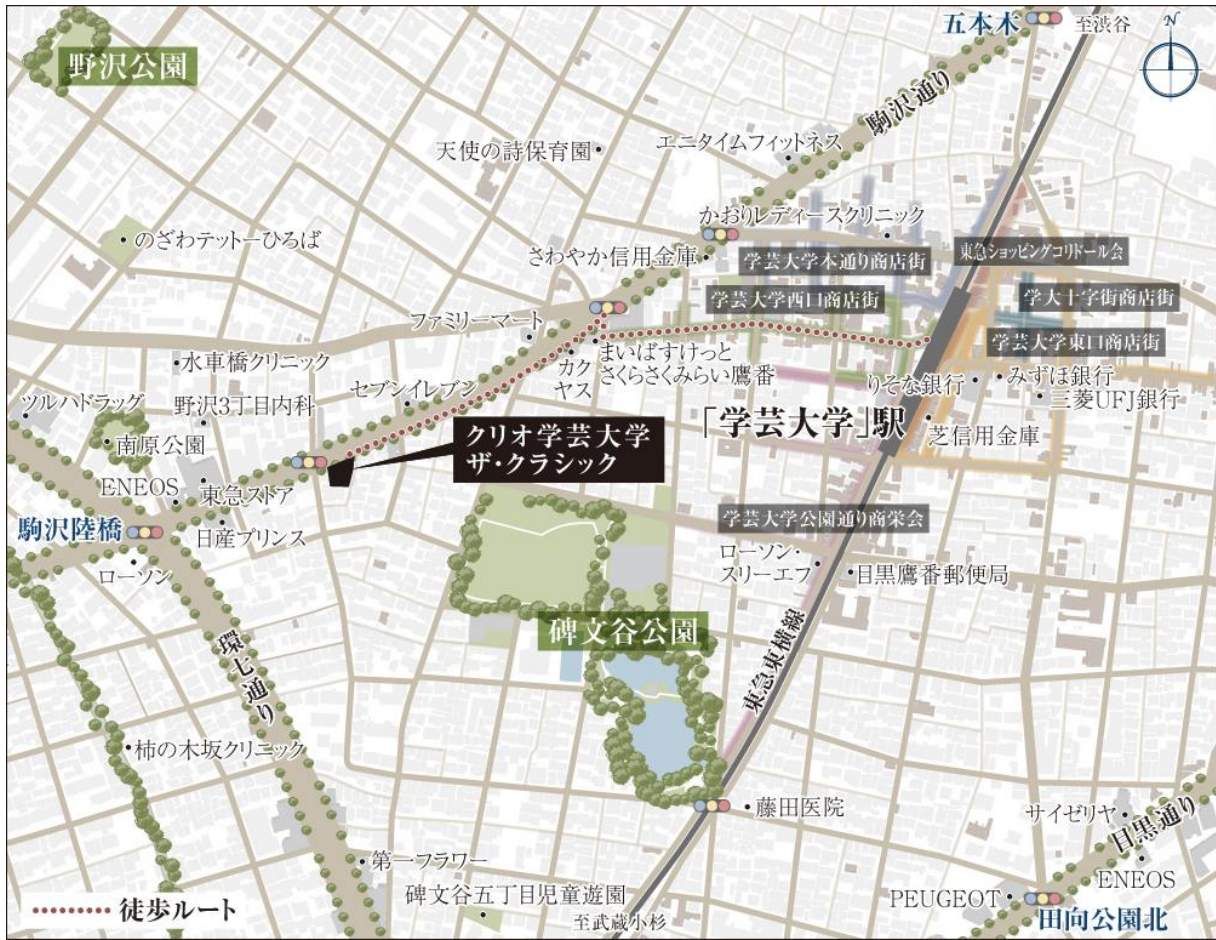 五本木
至渋谷
N
野沢公園
駒沢通り
エニタイムフィットネス
天使の詩保育園
かおりレディースクリニック
のざわテットーひろば
さわやか信用金庫
学芸大学本通り商店街
東急ショッピングコリドール会
学芸大学西口商店街
学大十字街商店街
ファミリーマート
学芸大学東口商店街
まいばすけっと
さくらさくみらい鷹番
カク
ヤス
水車橋クリニック
りそな銀行
みずほ銀行
三菱UFJ銀行
セブンイレブン
ツルハドラッグ
野沢3丁目内科
「学芸大学」駅
芝信用金庫
クリオ学芸大学
ザ・クラシック
南原公園
ENEOS
東急ストア
駒沢陸橋
日産プリンス
学芸大学公園通り商栄会
ローソン
ローソン・
スリーエフ
目黒鷹番郵便局
碑文谷公園
環七通り
東急東横線
柿の木坂クリニック
藤田医院
サイゼリヤ
目黒通り
第一フラワー
ENEOS
碑文谷五丁目児童遊園
PEUGEOT
徒歩ルート
至武蔵小杉
田向公園北